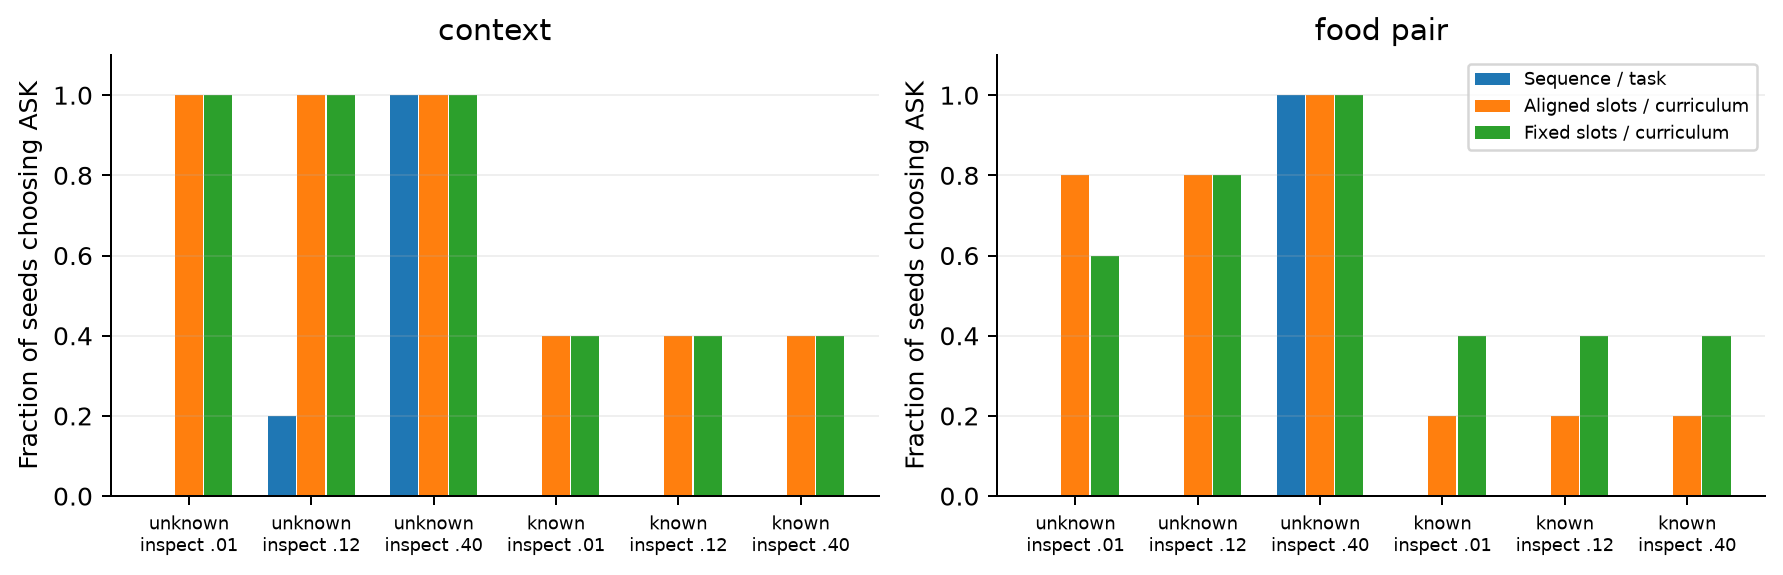 context
Fraction of seeds choosing ASK
1.0
0.8
0.6
0.4
0.2
0.0
unknown
inspect .01
unknown
inspect .12
unknown
inspect .40
known
inspect .01
known
inspect .12
known
inspect .40
food pair
Fraction of seeds choosing ASK
1.0
0.8
0.6
0.4
0.2
0.0
Sequence / task
Aligned slots / curriculum
Fixed slots / curriculum
unknown
inspect .01
unknown
inspect .12
unknown
inspect .40
known
inspect .01
known
inspect .12
known
inspect .40